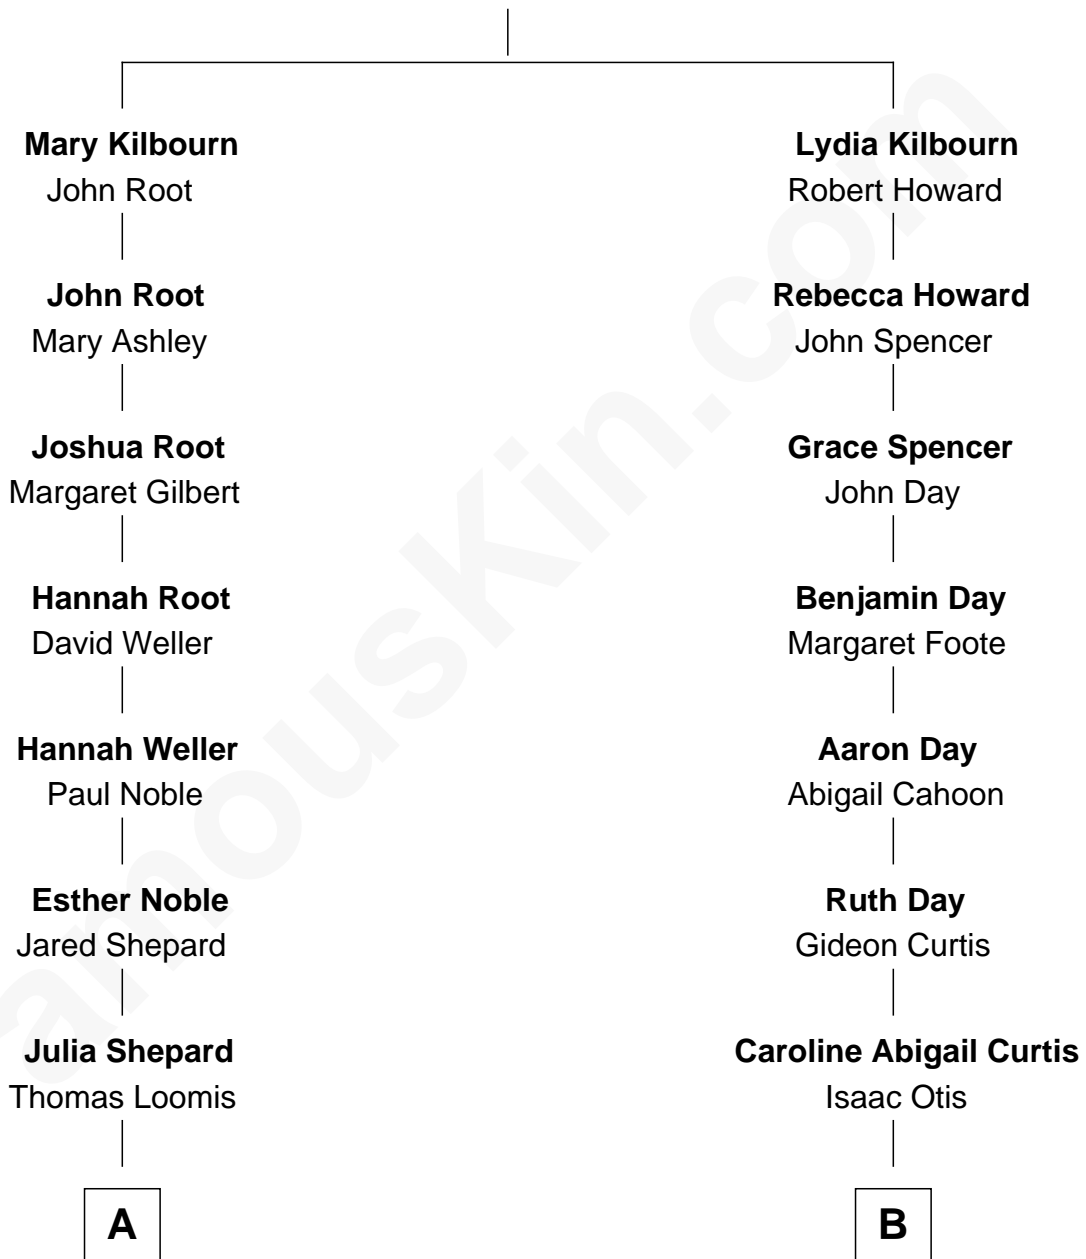 Mary Kilbourn
John Root
John Root
Mary Ashley
Joshua Root
Margaret Gilbert
Hannah Root
David Weller
Hannah Weller
Paul Noble
Esther Noble
Jared Shepard
Julia Shepard
Thomas Loomis
A
Lydia Kilbourn
Robert Howard
Rebecca Howard
John Spencer
Grace Spencer
John Day
Benjamin Day
Margaret Foote
Aaron Day
Abigail Cahoon
Ruth Day
Gideon Curtis
Caroline Abigail Curtis
Isaac Otis
B
amousKin.com